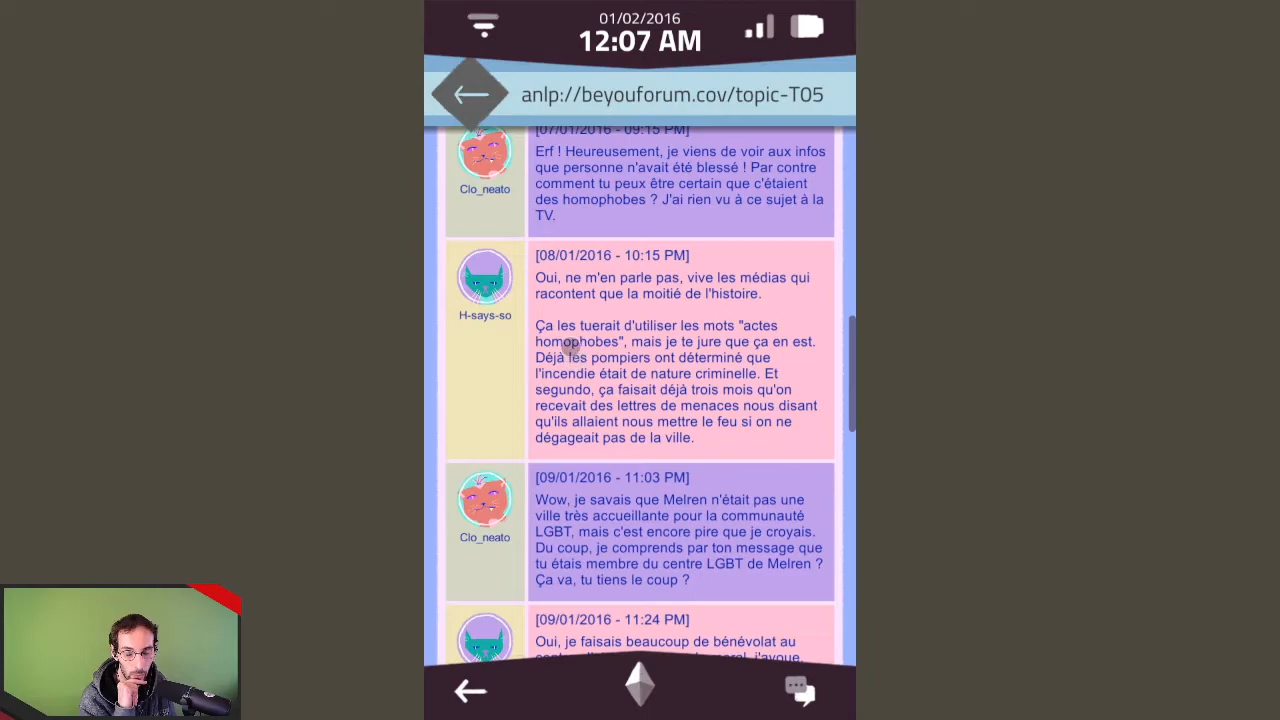 01/02/2016
12:07 AM
anlp://beyouforum.cov/topic-T05
[07/01/2016 - 09:15 PM]
Erf ! Heureusement, je viens de voir aux infos
que personne n'avait été blessé ! Par contre
comment tu peux être certain que c'étaient
des homophobes ? J'ai rien vu à ce sujet à la
TV.
Clo_neato
[08/01/2016 - 10:15 PM]
Oui, ne m'en parle pas, vive les médias qui
racontent que la moitié de l'histoire.
H-says-so
Ça les tuerait d'utiliser les mots "actes
homophobes", mais je te jure que ça en est.
Déjà les pompiers ont déterminé que
l'incendie était de nature criminelle. Et
segundo, ça faisait déjà trois mois qu'on
recevait des lettres de menaces nous disant
qu'ils allaient nous mettre le feu si on ne
dégageait pas de la ville.
[09/01/2016 - 11:03 PM]
Wow, je savais que Melren n'était pas une
ville très accueillante pour la communauté
LGBT, mais c'est encore pire que je croyais.
Du coup, je comprends par ton message que
tu étais membre du centre LGBT de Melren ?
Ça va, tu tiens le coup ?
Clo_neato
[09/01/2016 - 11:24 PM]
Oui, je faisais beaucoup de bénévolat au
j'avoue,